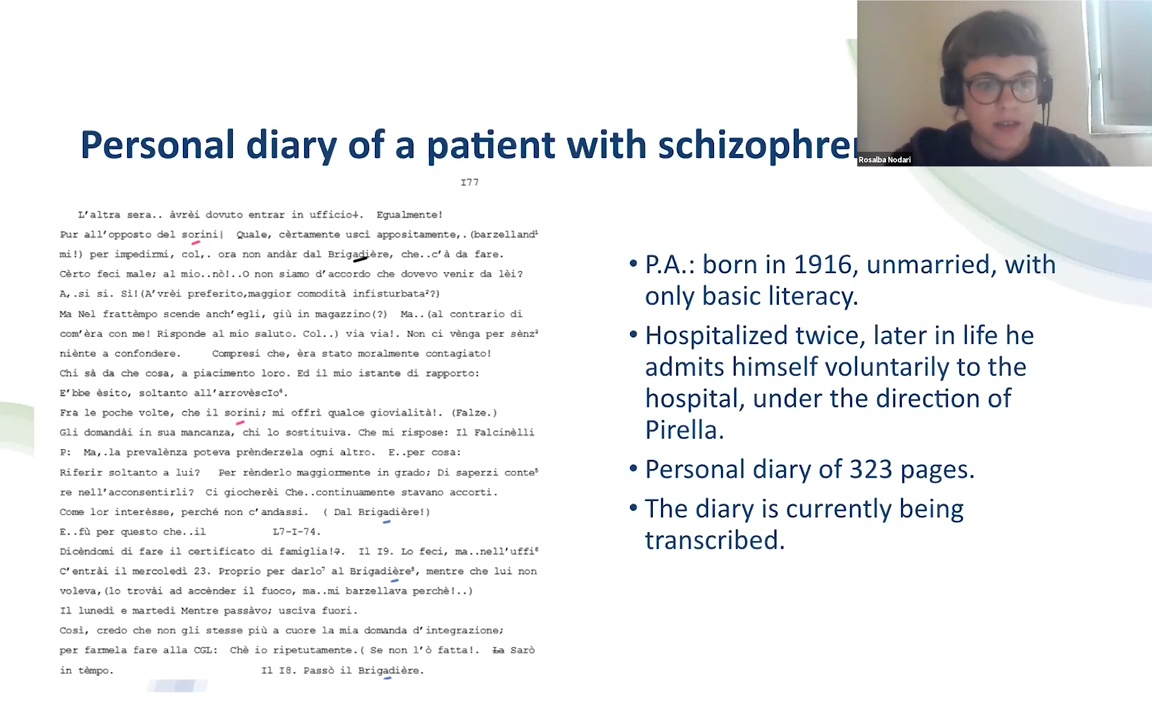 Rosalba Nodari
Personal diary of a patient with schizophre
I77
L'altra sera.. àvrèi dovuto entrar in ufficio+. Egualmente!
Pur all'opposto del sorini| Quale, cèrtamente uscì appositamente,.(barzelland¹
mi!) per impedirmi, col,. ora non andàr dal Brigadière, che..c'à da fare.
Cèrto feci male; al mio..nò!..O non siamo d'accordo che dovevo venir da lèi?
A,.si si. Sì!(A'vrèi preferito,maggior comodità infisturbata²?)
Ma Nel frattèmpo scende anch'egli, giù in magazzino(?) Ma..(al contrario di
com'èra con me! Risponde al mio saluto. Col..) via via!. Non ci vènga per sènz³
niènte a confondere. Compresi che, èra stato moralmente contagiato!
Chi sà da che cosa, a piacimento loro. Ed il mio istante di rapporto:
E'bbe èsito, soltanto all'arrovèscIo⁴.
Fra le poche volte, che il sorini; mi offrì qualce giovialità!. (Falze.)
Gli domandài in sua mancanza, chi lo sostituiva. Che mi rispose: Il Falcinèlli
P: Ma,.la prevalènza poteva prènderzela ogni altro. E..per cosa:
Riferir soltanto a lui? Per rènderlo maggiormente in grado; Di saperzi conte⁵
re nell'acconsentirli? Ci giocherèi Che..continuamente stavano accorti.
Come lor interèsse, perché non c'andassi. ( Dal Brigadière!)
E..fù per questo che..il L7-I-74.
Dicèndomi di fare il certificato di famiglia!?. Il I9. Lo feci, ma..nell'uffi⁶
C'entrài il mercoledì 23. Proprio per darlo⁷ al Brigadière⁸, mentre che lui non
voleva,(lo trovài ad accènder il fuoco, ma..mi barzellava perchè!..)
Il lunedì e martedì Mentre passàvo; usciva fuori.
Così, credo che non gli stesse più a cuore la mia domanda d'integrazione;
per farmela fare alla CGL: Chè io ripetutamente.( Se non l'ò fatta!. La Sarò
in tèmpo. Il I8. Passò il Brigadière.
• P.A.: born in 1916, unmarried, with
only basic literacy.
• Hospitalized twice, later in life he
admits himself voluntarily to the
hospital, under the direction of
Pirella.
• Personal diary of 323 pages.
• The diary is currently being
transcribed.